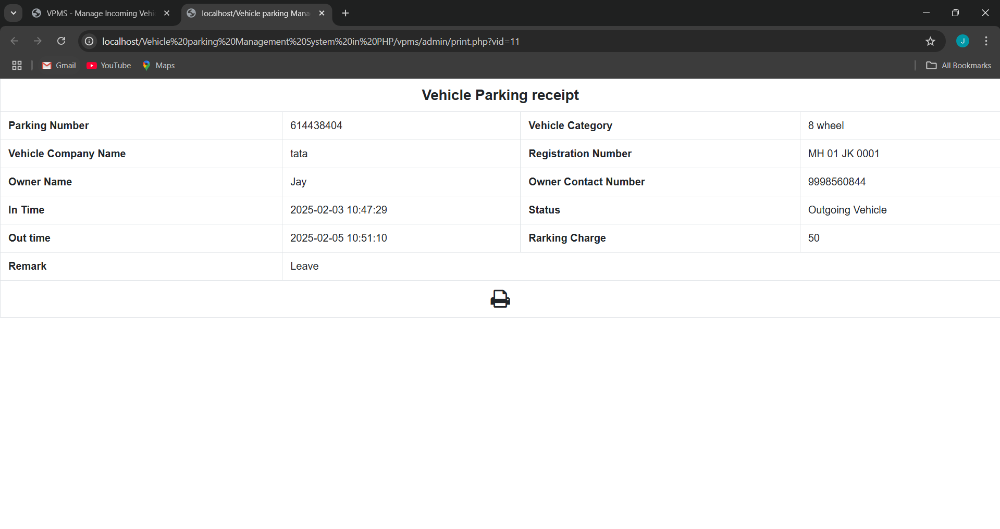 VPMS - Manage Incoming Vehi
localhost/Vehicle parking Mana
localhost/Vehicle%20parking%20Management%20System%20in%20PHP/vpms/admin/print.php?vid=11
J
Gmail
YouTube
Maps
All Bookmarks
Vehicle Parking receipt
Parking Number 614438404 Vehicle Category 8 wheel
Vehicle Company Name tata Registration Number MH 01 JK 0001
Owner Name Jay Owner Contact Number 9998560844
In Time 2025-02-03 10:47:29 Status Outgoing Vehicle
Out time 2025-02-05 10:51:10 Rarking Charge 50
Remark Leave